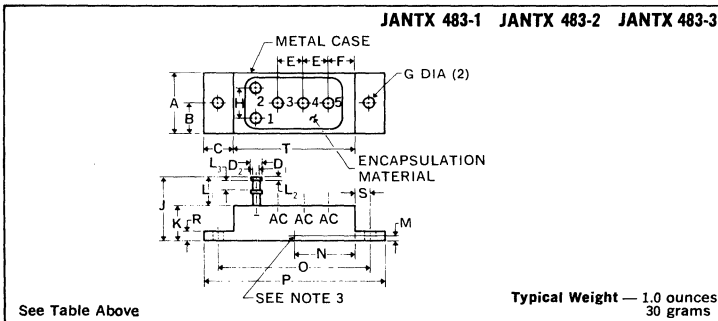 JANTX 483-1 JANTX 483-2 JANTX 483-3
METAL CASE
E E F
G DIA (2)
A
B
H
2 3 4 5
1
C T
ENCAPSULATION
MATERIAL
L3 D2 D
L L2 S
J
K R AC AC AC M
N
O
P
SEE NOTE 3
See Table Above
Typical Weight — 1.0 ounces
30 grams